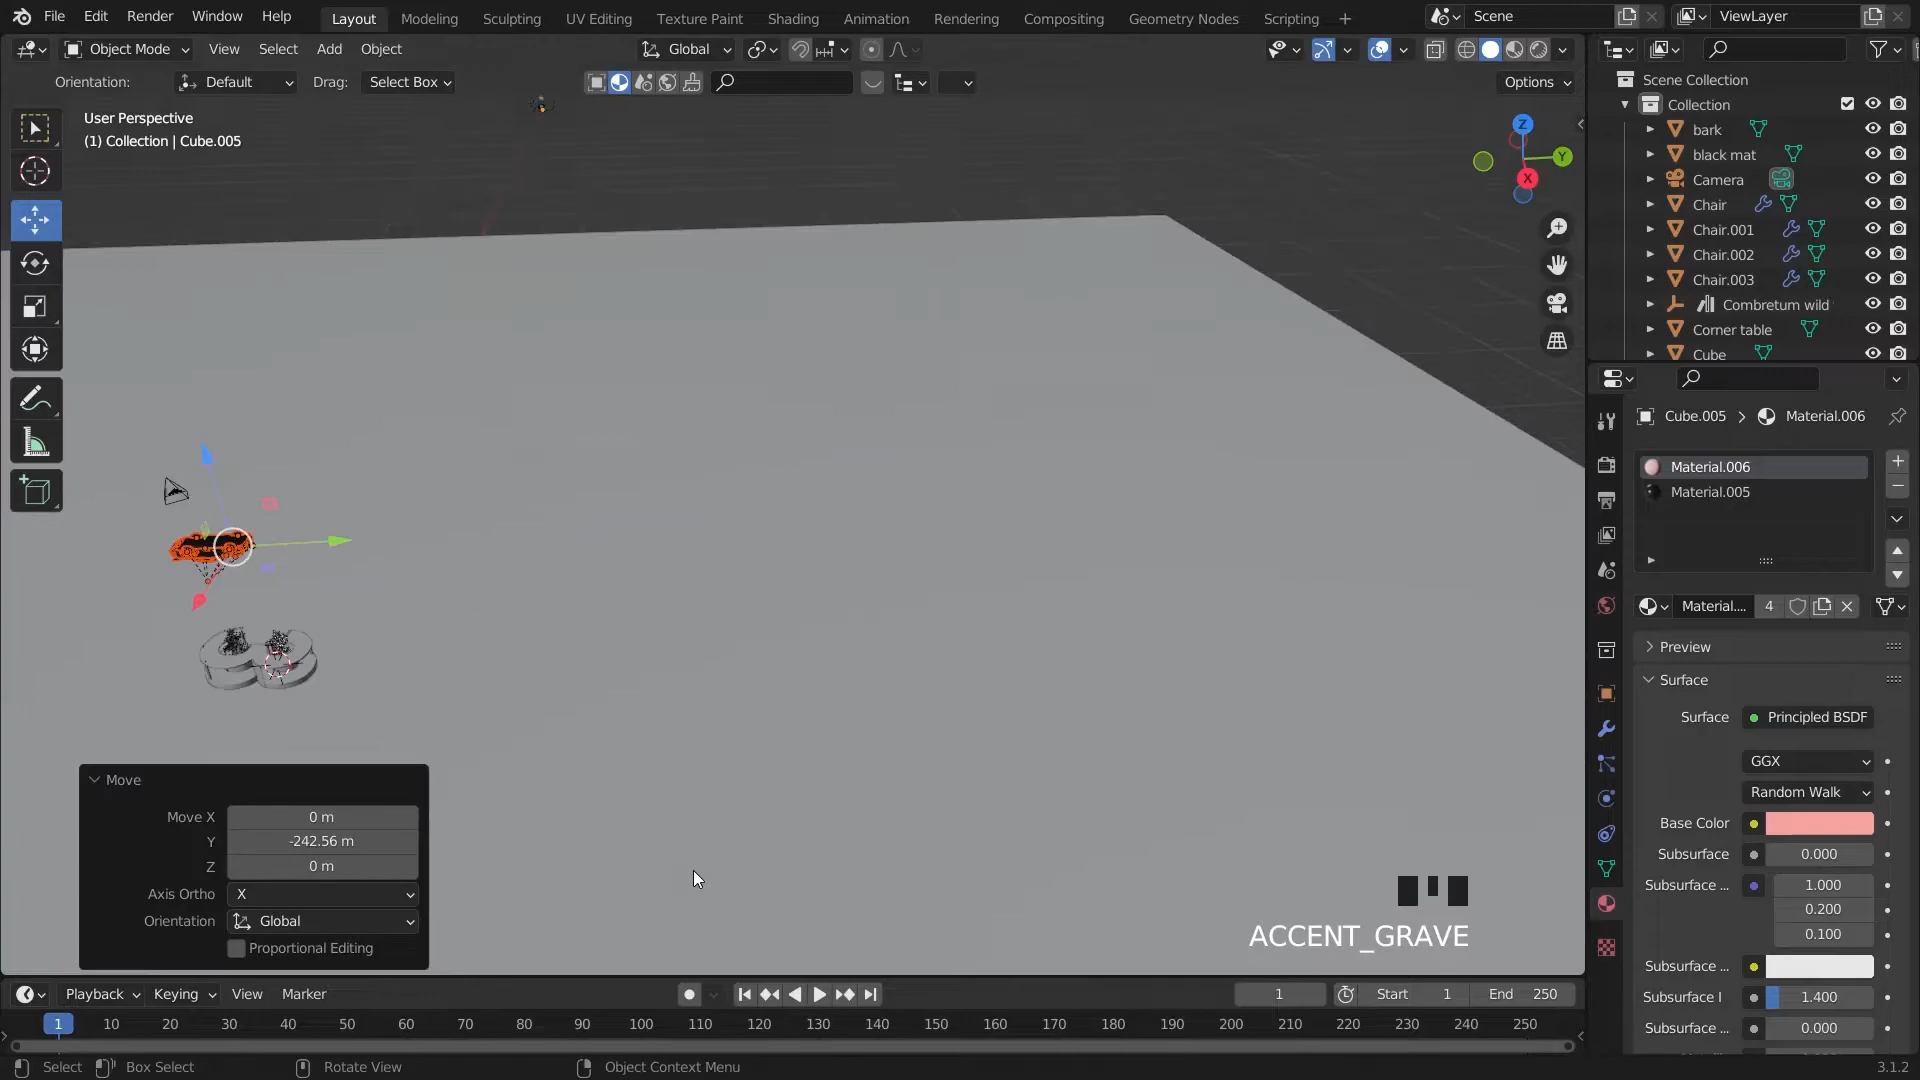 File Edit Render Window Help Layout Modeling Sculpting UV Editing Texture Paint Shading Animation Rendering Compositing Geometry Nodes Scripting + Scene ViewLayer
Object Mode View Select Add Object Global
Orientation: Default Drag: Select Box Options
User Perspective
(1) Collection | Cube.005
Z
Y
X
Scene Collection
Collection
bark
black mat
Camera
Chair
Chair.001
Chair.002
Chair.003
Combretum wild
Corner table
Cube
Cube.005 > Material.006
Material.006
Material.005
Material.... 4
Preview
Surface
Surface Principled BSDF
GGX
Random Walk
Base Color
Subsurface 0.000
Subsurface ... 1.000
0.200
0.100
Subsurface ...
Subsurface I 1.400
Subsurface ... 0.000
Move
Move X 0 m
Y -242.56 m
Z 0 m
Axis Ortho X
Orientation Global
Proportional Editing
ACCENT_GRAVE
Playback Keying View Marker 1 Start 1 End 250
1 10 20 30 40 50 60 70 80 90 100 110 120 130 140 150 160 170 180 190 200 210 220 230 240 250
Select Box Select Rotate View Object Context Menu 3.1.2